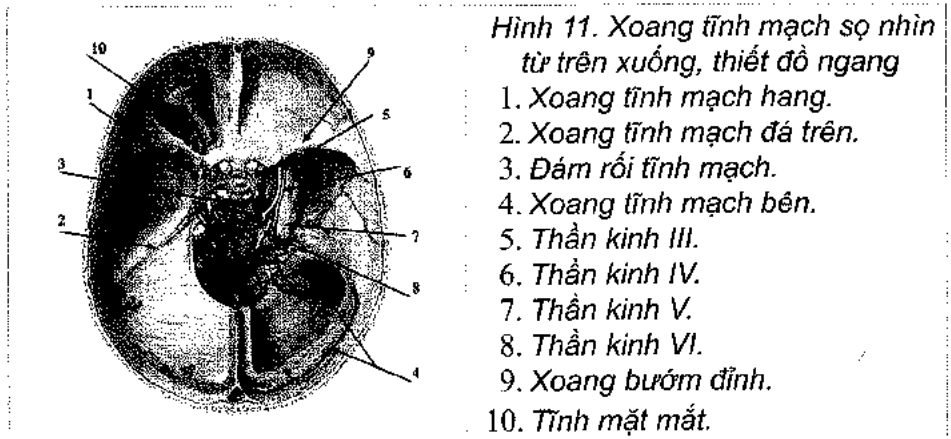 Hình 11. Xoang tĩnh mạch sọ nhìn
từ trên xuống, thiết đồ ngang
1. Xoang tĩnh mạch hang.
2. Xoang tĩnh mạch đá trên.
3. Đám rối tĩnh mạch.
4. Xoang tĩnh mạch bên.
5. Thần kinh III.
6. Thần kinh IV.
7. Thần kinh V.
8. Thần kinh VI.
9. Xoang bướm đỉnh.
10. Tĩnh mặt mắt.
10
9
1
5
3
6
2
7
8
4